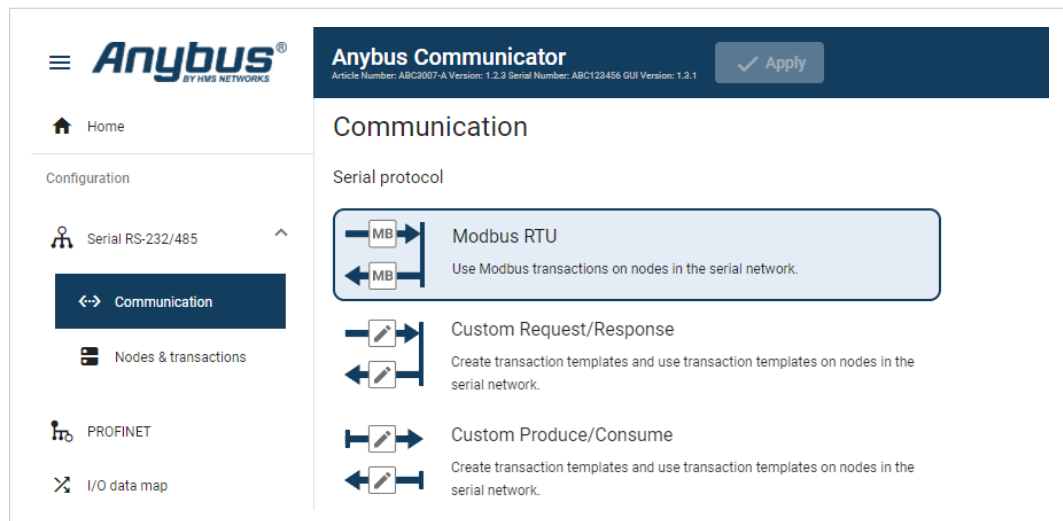 Anybus®
BY HMS NETWORKS
Anybus Communicator
Article Number: ABC3007-A Version: 1.2.3 Serial Number: ABC123456 GUI Version: 1.3.1
Apply
Home
Configuration
Serial RS-232/485
Communication
Nodes & transactions
PROFINET
I/O data map
Communication
Serial protocol
MB
MB
Modbus RTU
Use Modbus transactions on nodes in the serial network.
Custom Request/Response
Create transaction templates and use transaction templates on nodes in the
serial network.
Custom Produce/Consume
Create transaction templates and use transaction templates on nodes in the
serial network.